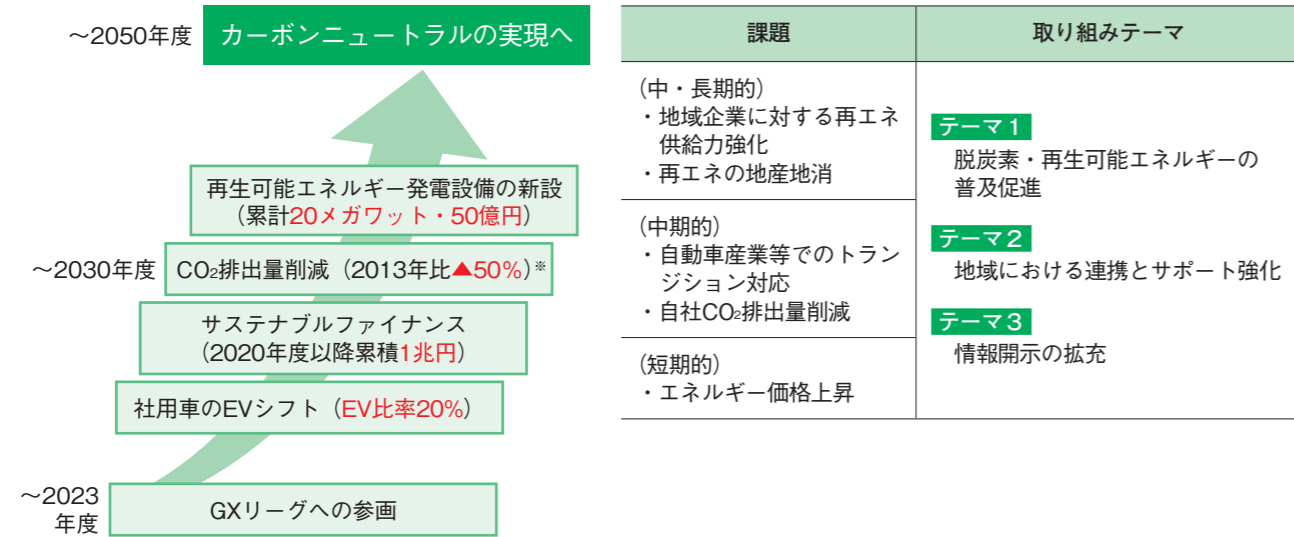 ～2050年度
カーボンニュートラルの実現へ
再生可能エネルギー発電設備の新設
（累計20メガワット・50億円）
～2030年度
CO₂排出量削減（2013年比▲50%）※
サステナブルファイナンス
（2020年度以降累積1兆円）
社用車のEVシフト（EV比率20%）
～2023
年度
GXリーグへの参画
課題
取り組みテーマ
（中・長期的）
・地域企業に対する再エネ
供給力強化
・再エネの地産地消
（中期的）
・自動車産業等でのトラン
ジション対応
・自社CO₂排出量削減
（短期的）
・エネルギー価格上昇
テーマ1
脱炭素・再生可能エネルギーの
普及促進
テーマ2
地域における連携とサポート強化
テーマ3
情報開示の拡充